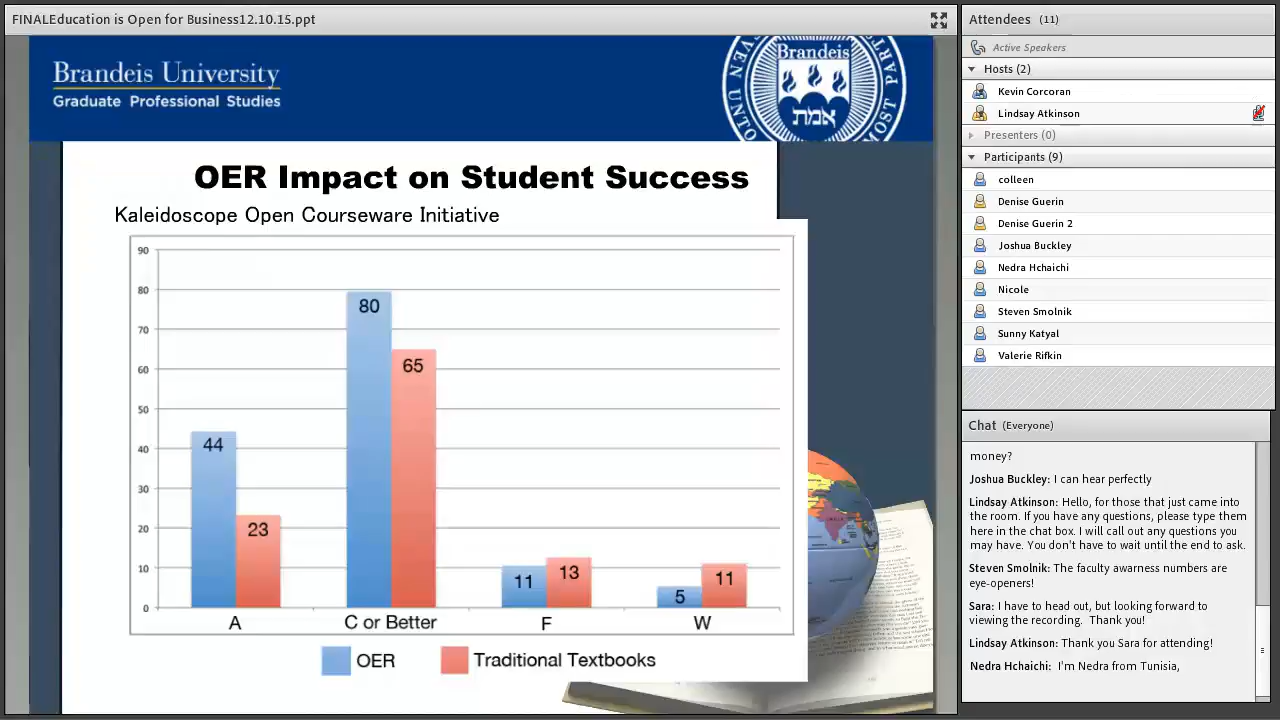 FINALEducation is Open for Business12.10.15.ppt
Brandeis University
Graduate Professional Studies
Brandeis
אמת
OER Impact on Student Success
Kaleidoscope Open Courseware Initiative
90
80
70
60
50
40
30
20
10
0
44
23
80
65
11
13
5
11
A
C or Better
F
W
OER
Traditional Textbooks
Attendees (11)
Active Speakers
Hosts (2)
Kevin Corcoran
Lindsay Atkinson
Presenters (0)
Participants (9)
colleen
Denise Guerin
Denise Guerin 2
Joshua Buckley
Nedra Hchaichi
Nicole
Steven Smolnik
Sunny Katyal
Valerie Rifkin
Chat (Everyone)
money?
Joshua Buckley: I can hear perfectly
Lindsay Atkinson: Hello, for those that just came into
the room. If you have any questions, please type them
here in the chat box. I will call out any questions you
may have. You don't have to wait until the end to ask.
Steven Smolnik: The faculty awarness numbers are
eye-openers!
Sara: I have to head out, but looking forward to
viewing the recording. Thank you!
Lindsay Atkinson: Thank you Sara for attending!
Nedra Hchaichi: I'm Nedra from Tunisia,